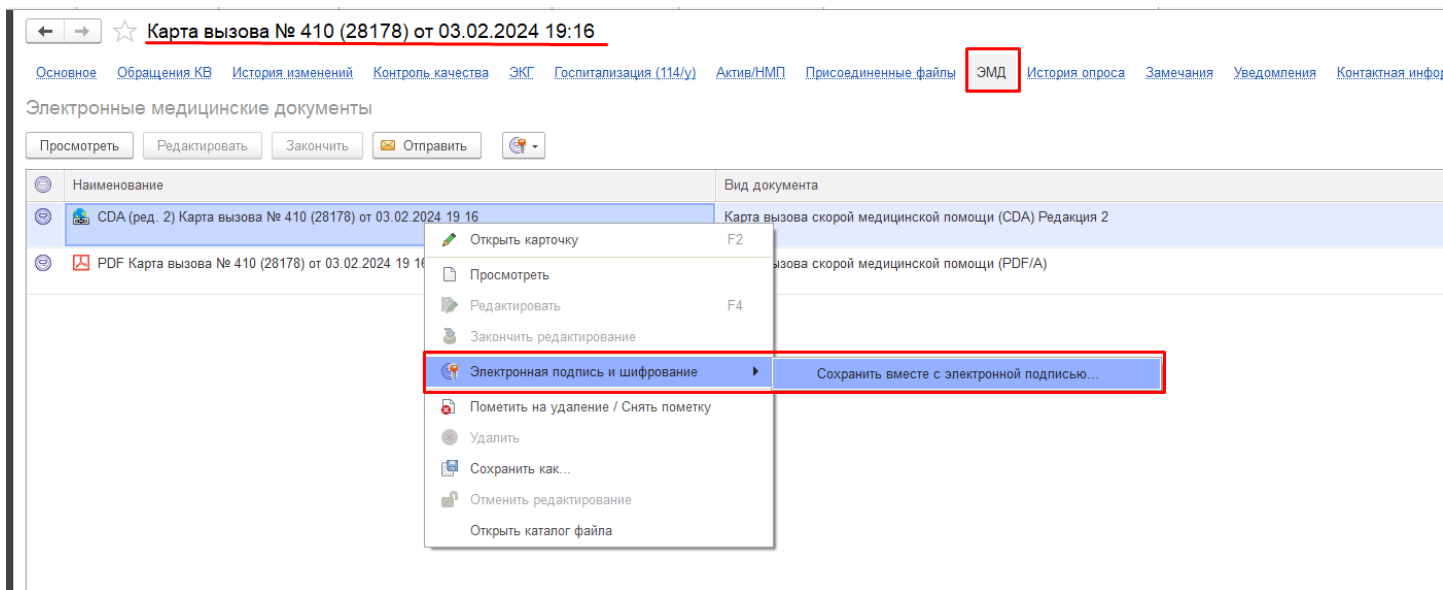 Карта вызова № 410 (28178) от 03.02.2024 19:16
Основное Обращения КВ История изменений Контроль качества ЭКГ Госпитализация (114/у) Актив/НМП Присоединенные файлы ЭМД История опроса Замечания Уведомления Контактная инфор
Электронные медицинские документы
Просмотреть Редактировать Закончить Отправить
Наименование Вид документа
CDA (ред. 2) Карта вызова № 410 (28178) от 03.02.2024 19 16 Карта вызова скорой медицинской помощи (CDA) Редакция 2
Открыть карточку F2
PDF Карта вызова № 410 (28178) от 03.02.2024 19 16 ызова скорой медицинской помощи (PDF/A)
Просмотреть
Редактировать F4
Закончить редактирование
Электронная подпись и шифрование Сохранить вместе с электронной подписью...
Пометить на удаление / Снять пометку
Удалить
Сохранить как...
Отменить редактирование
Открыть каталог файла